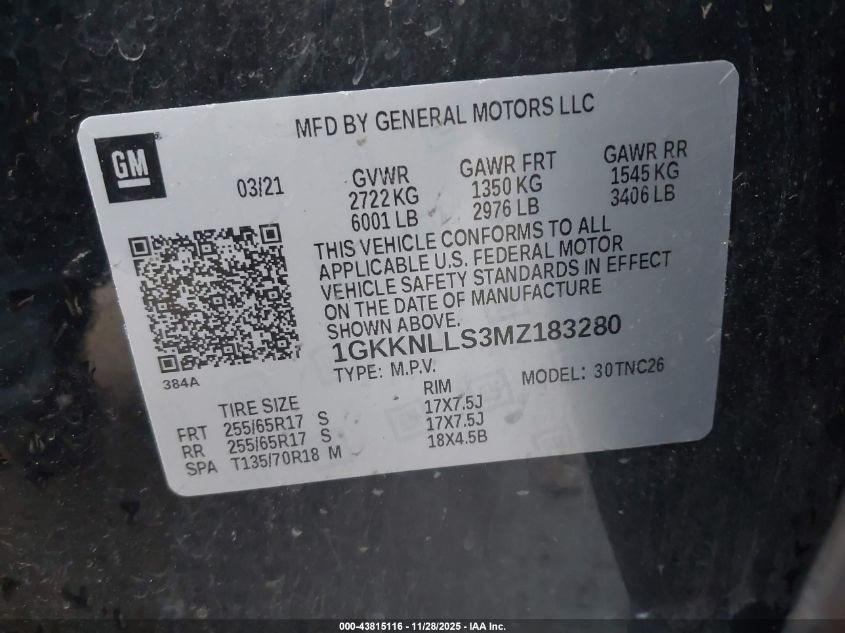 MFD BY GENERAL MOTORS LLC
GM
03/21
GVWR GAWR FRT GAWR RR
2722 KG 1350 KG 1545 KG
6001 LB 2976 LB 3406 LB
THIS VEHICLE CONFORMS TO ALL
APPLICABLE U.S. FEDERAL MOTOR
VEHICLE SAFETY STANDARDS IN EFFECT
ON THE DATE OF MANUFACTURE
SHOWN ABOVE.
1GKKNLLS3MZ183280
384A
TYPE: M.P.V. MODEL: 30TNC26
TIRE SIZE RIM
FRT 255/65R17 S 17X7.5J
RR 255/65R17 S 17X7.5J
SPA T135/70R18 M 18X4.5B
000-43815116 - 11/28/2025 - IAA Inc.